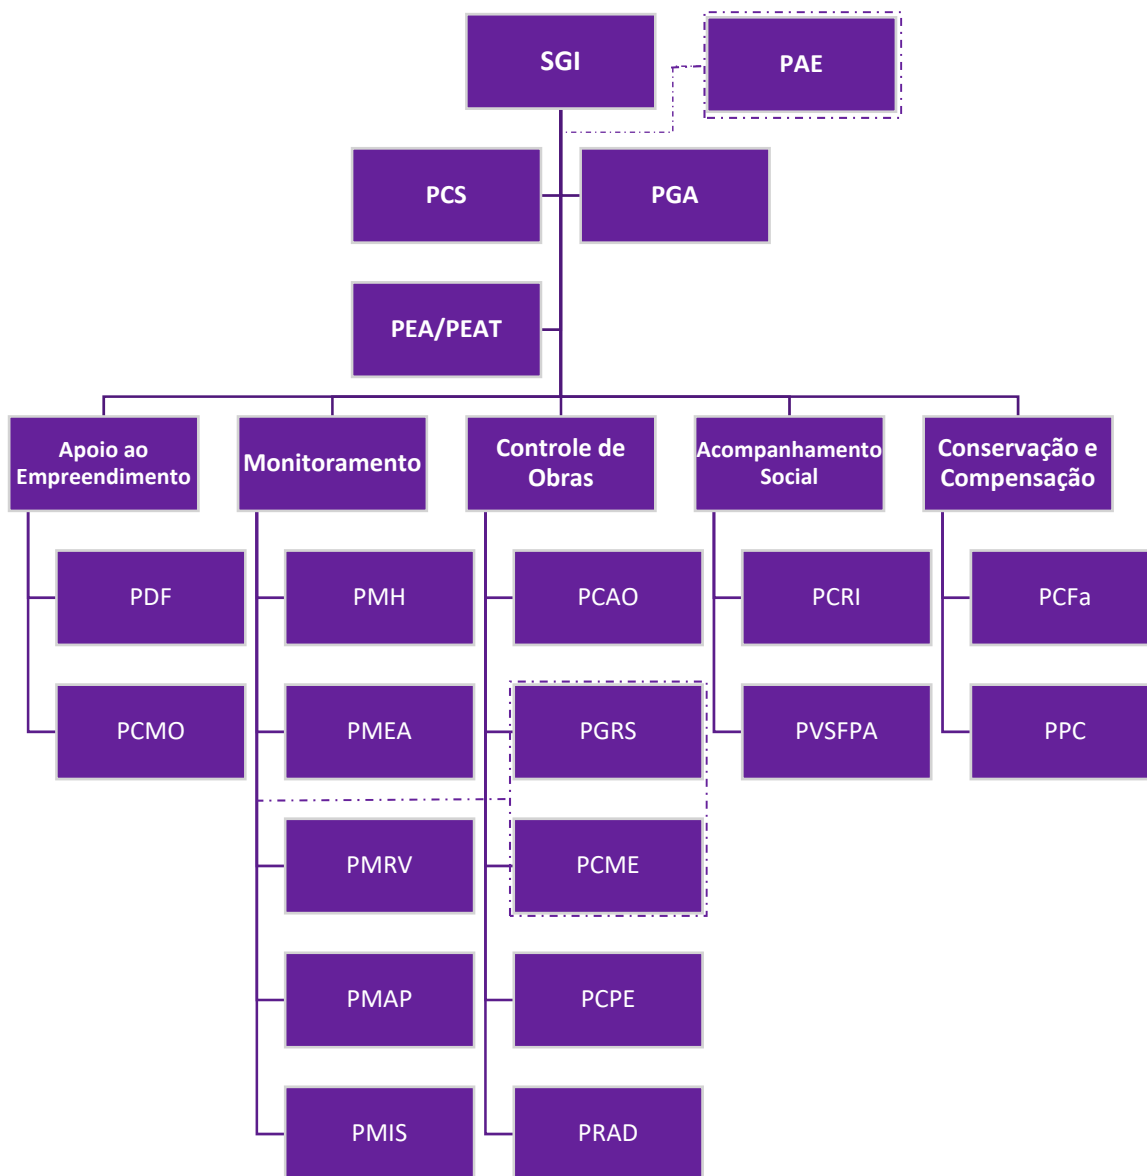 SGI
PAE
PCS
PGA
PEA/PEAT
Apoio ao
Empreendimento
Monitoramento
Controle de
Obras
Acompanhamento
Social
Conservação e
Compensação
PDF
PMH
PCAO
PCRI
PCFa
PCMO
PMEA
PGRS
PVSFPA
PPC
PMRV
PCME
PMAP
PCPE
PMIS
PRAD